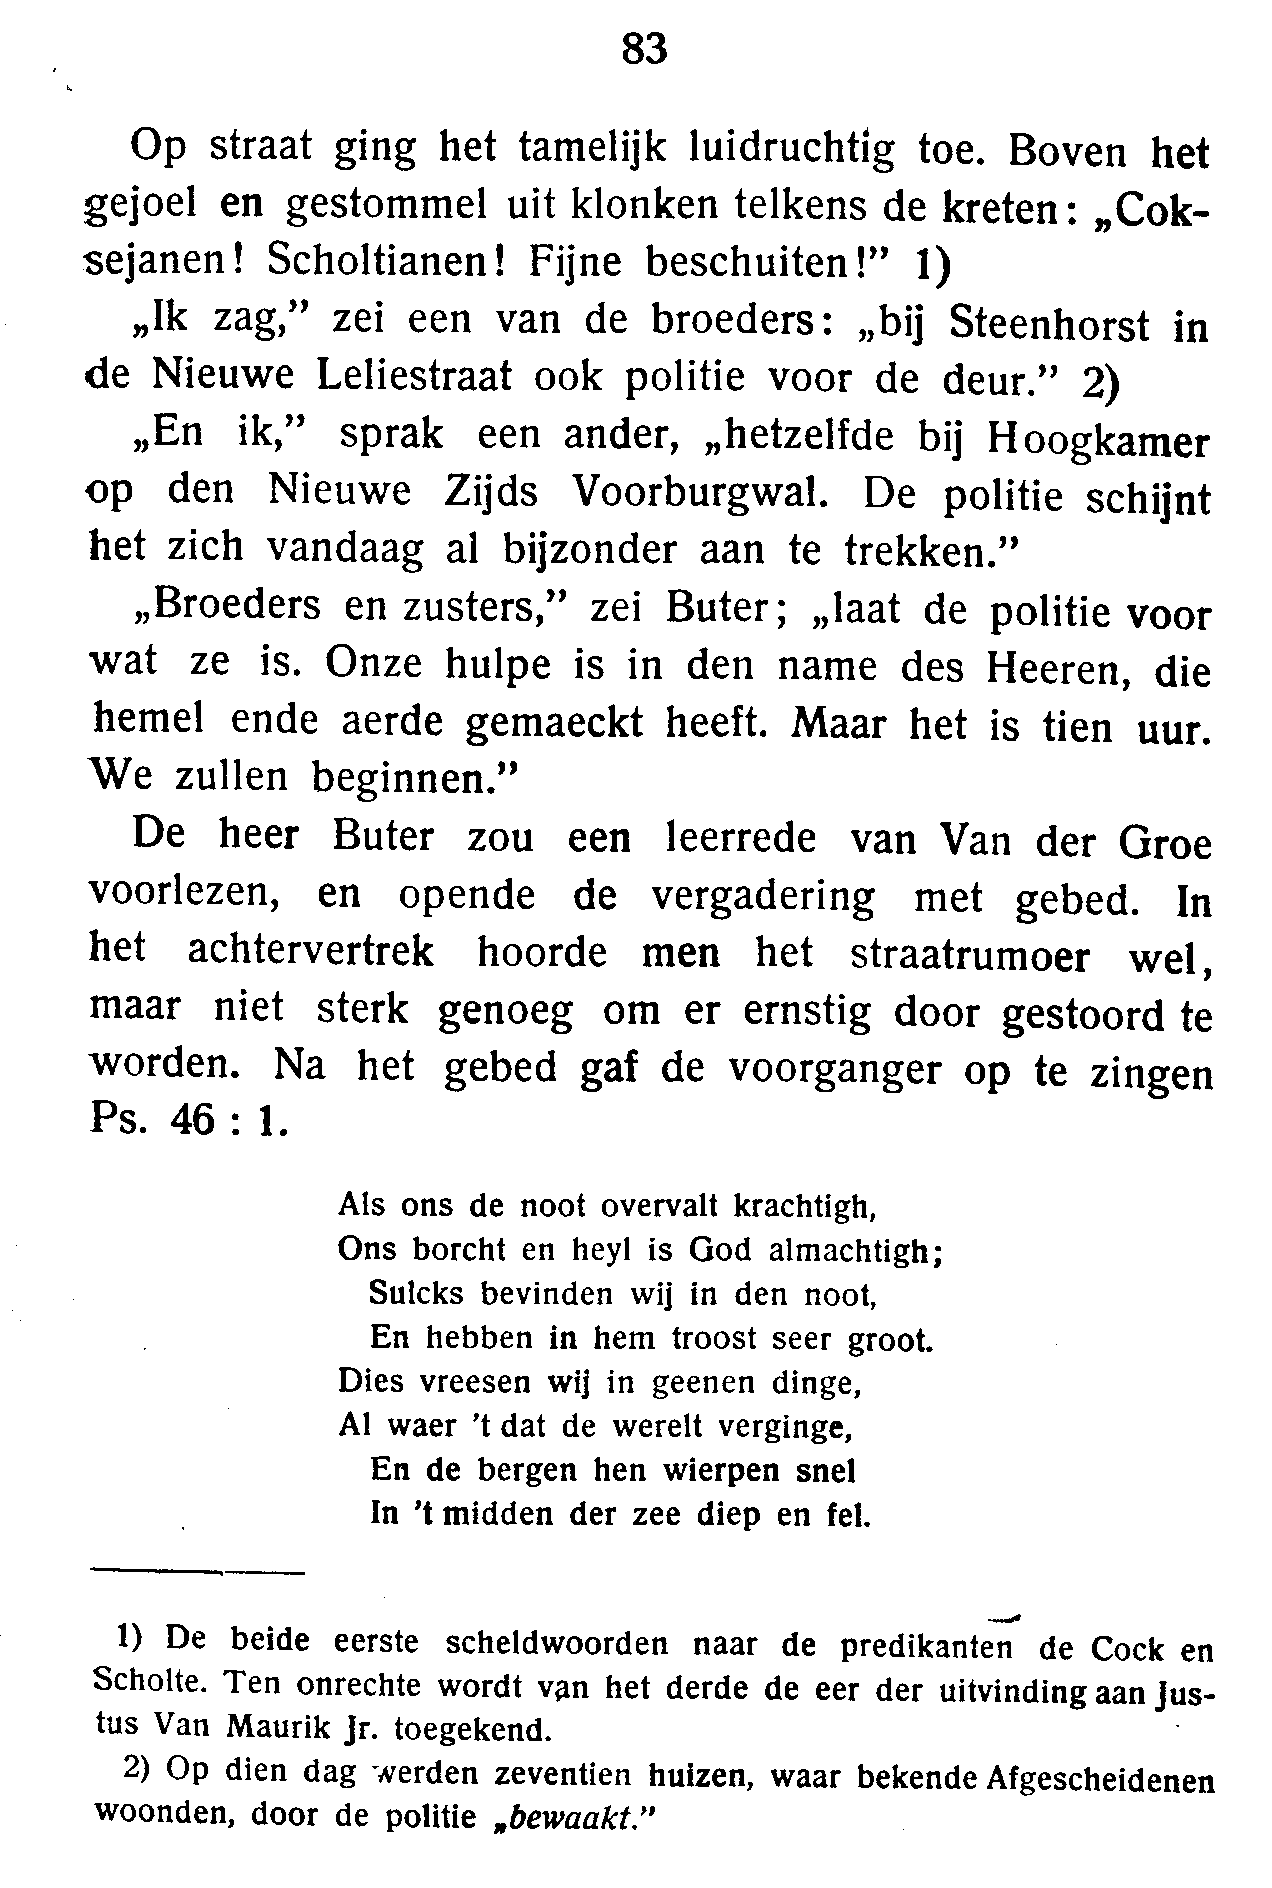 83
Op straat ging het tamelijk luidruchtig toe. Boven het
gejoel en gestommel uit klonken telkens de kreten: „Cok-
sejanen! Scholtianen! Fijne beschuiten!” 1)
„Ik zag,” zei een van de broeders: „bij Steenhorst in
de Nieuwe Leliestraat ook politie voor de deur.” 2)
„En ik,” sprak een ander, „hetzelfde bij Hoogkamer
op den Nieuwe Zijds Voorburgwal. De politie schijnt
het zich vandaag al bijzonder aan te trekken.”
„Broeders en zusters,” zei Buter; „laat de politie voor
wat ze is. Onze hulpe is in den name des Heeren, die
hemel ende aerde gemaeckt heeft. Maar het is tien uur.
We zullen beginnen.”
De heer Buter zou een leerrede van Van der Groe
voorlezen, en opende de vergadering met gebed. In
het achtervertrek hoorde men het straatrumoer wel,
maar niet sterk genoeg om er ernstig door gestoord te
worden. Na het gebed gaf de voorganger op te zingen
Ps. 46 : 1.
Als ons de noot overvalt krachtigh,
Ons borcht en heyl is God almachtigh;
Sulcks bevinden wij in den noot,
En hebben in hem troost seer groot.
Dies vreesen wij in geenen dinge,
Al waer 't dat de werelt verginge,
En de bergen hen wierpen snel
In 't midden der zee diep en fel.
1) De beide eerste scheldwoorden naar de predikanten de Cock en
Scholte. Ten onrechte wordt van het derde de eer der uitvinding aan Jus-
tus Van Maurik Jr. toegekend.
2) Op dien dag werden zeventien huizen, waar bekende Afgescheidenen
woonden, door de politie „bewaakt.”